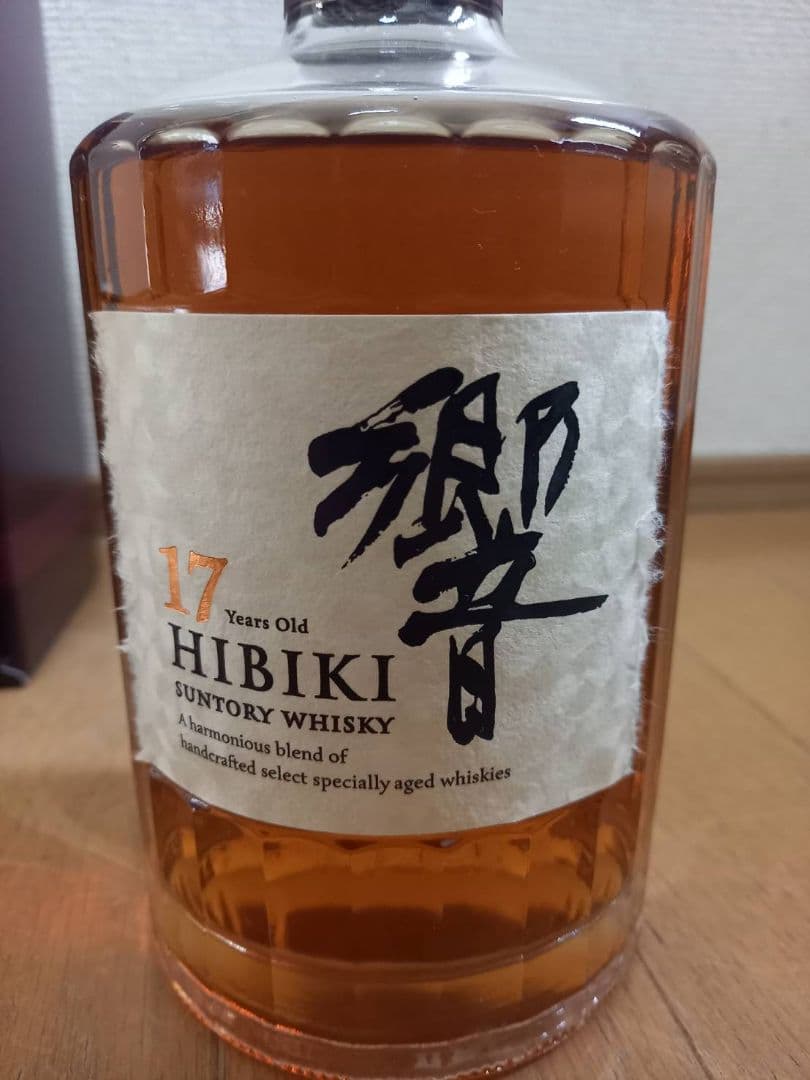 響
17 Years Old
HIBIKI
SUNTORY WHISKY
A harmonious blend of
handcrafted select specially aged whiskies